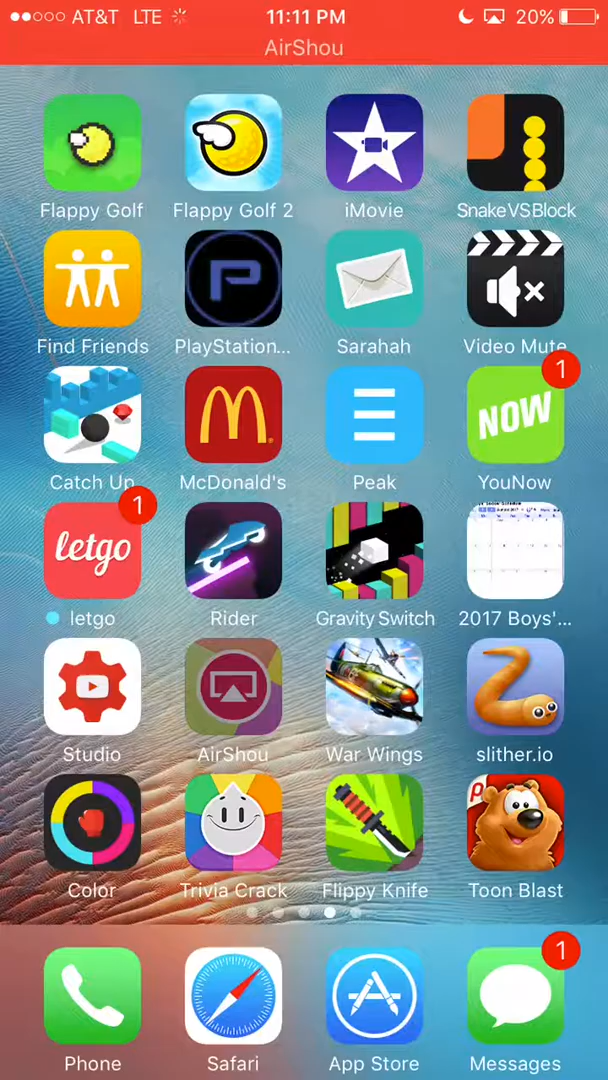 AT&T LTE 11:11 PM 20%
AirShou
Flappy Golf Flappy Golf 2 iMovie SnakeVSBlock
P
Find Friends PlayStation... Sarahah Video Mute
1
NOW
Catch Up McDonald's Peak YouNow
1
letgo
letgo Rider Gravity Switch 2017 Boys'...
Studio AirShou War Wings slither.io
Color Trivia Crack Flippy Knife Toon Blast
1
Phone Safari App Store Messages